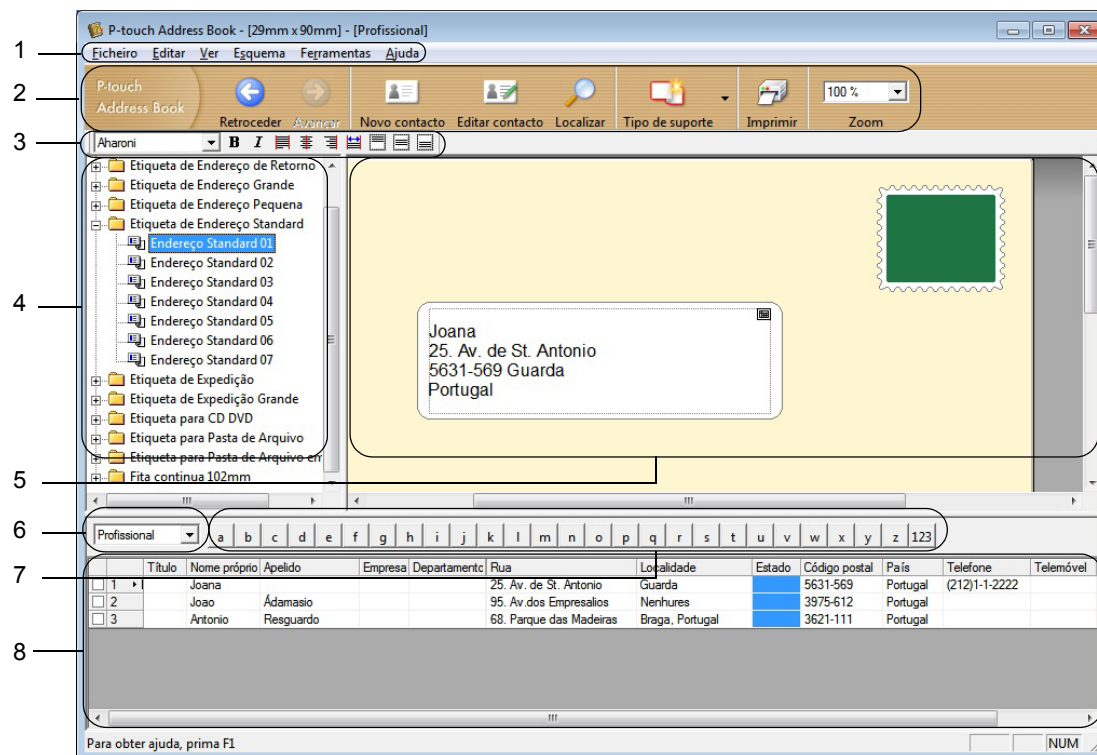 P-touch Address Book - [29mm x 90mm] - [Profissional]
1
Ficheiro Editar Ver Esquema Ferramentas Ajuda
2
P-touch
Address Book
Retroceder Avançar Novo contacto Editar contacto Localizar Tipo de suporte Imprimir 100 % Zoom
3
Aharoni B I
Etiqueta de Endereço de Retorno
Etiqueta de Endereço Grande
Etiqueta de Endereço Pequena
Etiqueta de Endereço Standard
Endereço Standard 01
Endereço Standard 02
Endereço Standard 03
4
Endereço Standard 04
Endereço Standard 05
Endereço Standard 06
Endereço Standard 07
Etiqueta de Expedição
Etiqueta de Expedição Grande
Etiqueta para CD DVD
Etiqueta para Pasta de Arquivo
Etiqueta para Pasta de Arquivo em
Fita contínua 102mm
Joana
25. Av. de St. Antonio
5631-569 Guarda
Portugal
5
6
Profissional
a b c d e f g h i j k l m n o p q r s t u v w x y z 123
7
Título Nome próprio Apelido Empresa Departamento Rua Localidade Estado Código postal País Telefone Telemóvel
1 Joana 25. Av. de St. Antonio Guarda 5631-569 Portugal (212)1-1-2222
2 Joao Ádamasio 95. Av.dos Empresalios Nenhures 3975-612 Portugal
3 Antonio Resguardo 68. Parque das Madeiras Braga, Portugal 3621-111 Portugal
8
Para obter ajuda, prima F1
NUM